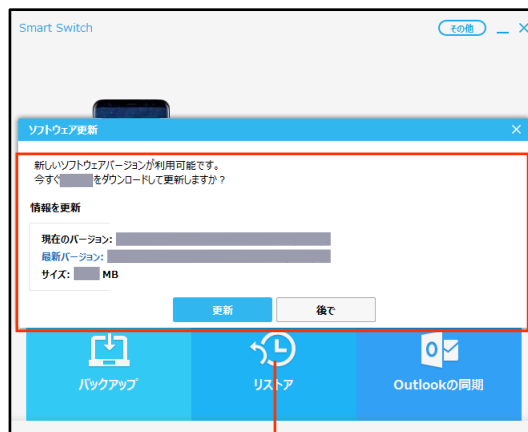 Smart Switch
その他
ソフトウェア更新
新しいソフトウェアバージョンが利用可能です。
今すぐ をダウンロードして更新しますか？
情報を更新
現在のバージョン:
最新バージョン:
サイズ: MB
更新 後で
バックアップ リストア Outlookの同期